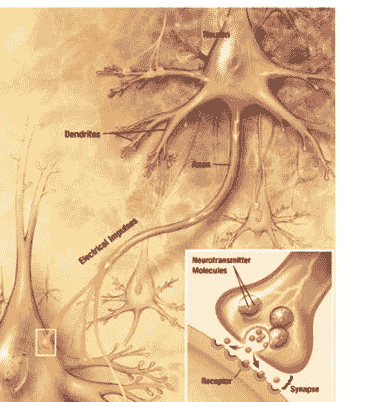 Neuron
Dendrites
Axon
Electrical Impulses
Neurotransmitter
Molecules
Receptor
Synapse